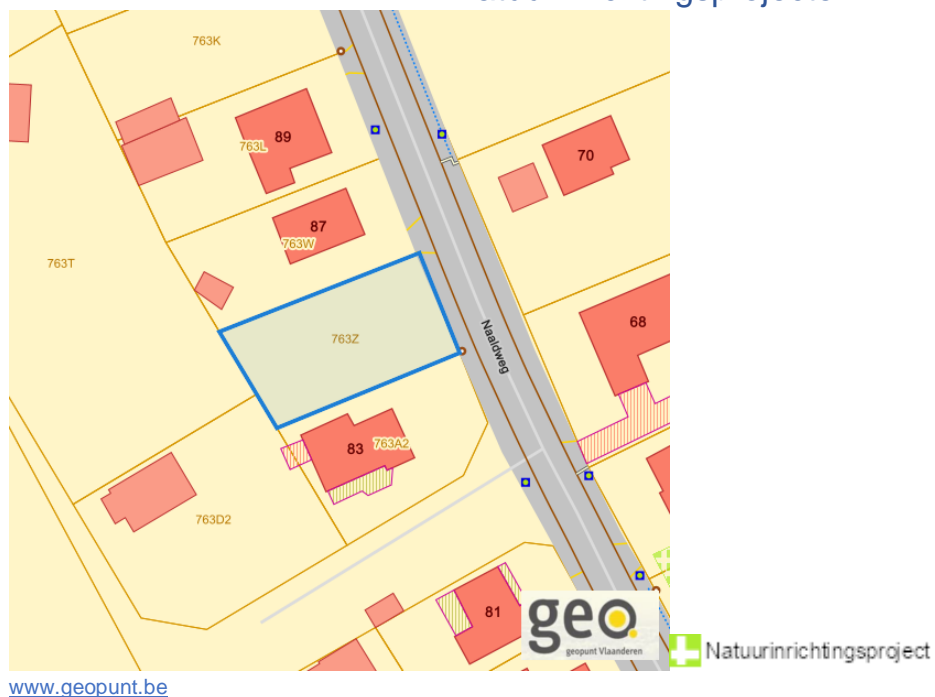 763K
89
763L
70
87
763W
763T
68
763Z
Naaldweg
83
763A2
763D2
81
geo
geopunt Vlaanderen
Natuurinrichtingsproject
www.geopunt.be